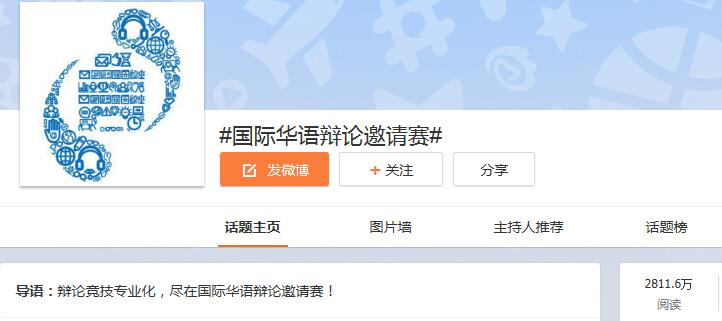 #国际华语辩论邀请赛#
发微博
+关注
分享
话题主页
图片墙
主持人推荐
话题榜
导语：辩论竞技专业化，尽在国际华语辩论邀请赛！
2811.6万
阅读